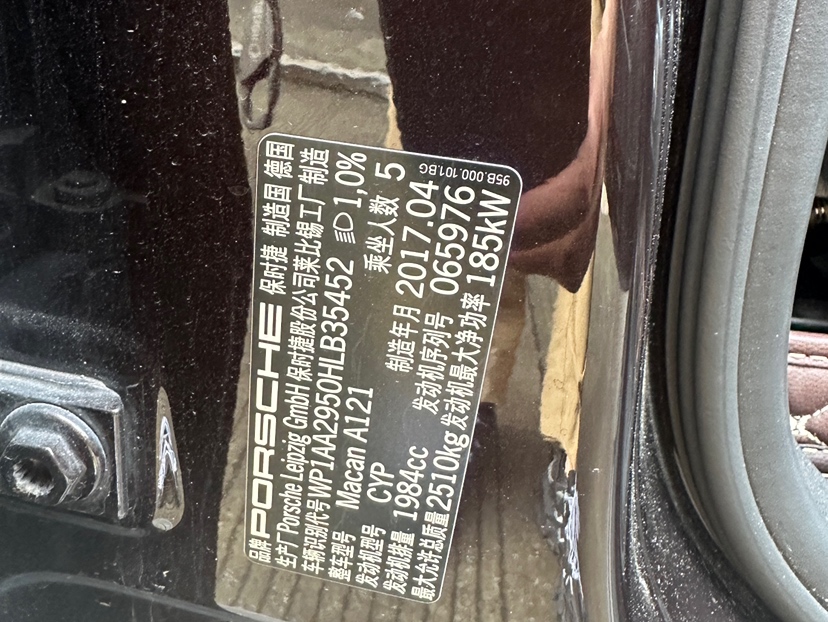 品牌 PORSCHE 保时捷 制造国 德国
生产厂 Porsche Leipzig GmbH 保时捷股份公司莱比锡工厂 制造
车辆识别代号 WP1AA2950HLB35452 1,0%
整车型号 Macan A121 乘坐人数 5
发动机型号 CYP 制造年月 2017.04
发动机排量 1984cc 发动机序列号 065976
最大允许总质量 2510kg 发动机最大净功率 185kW
95B.000.101.BG